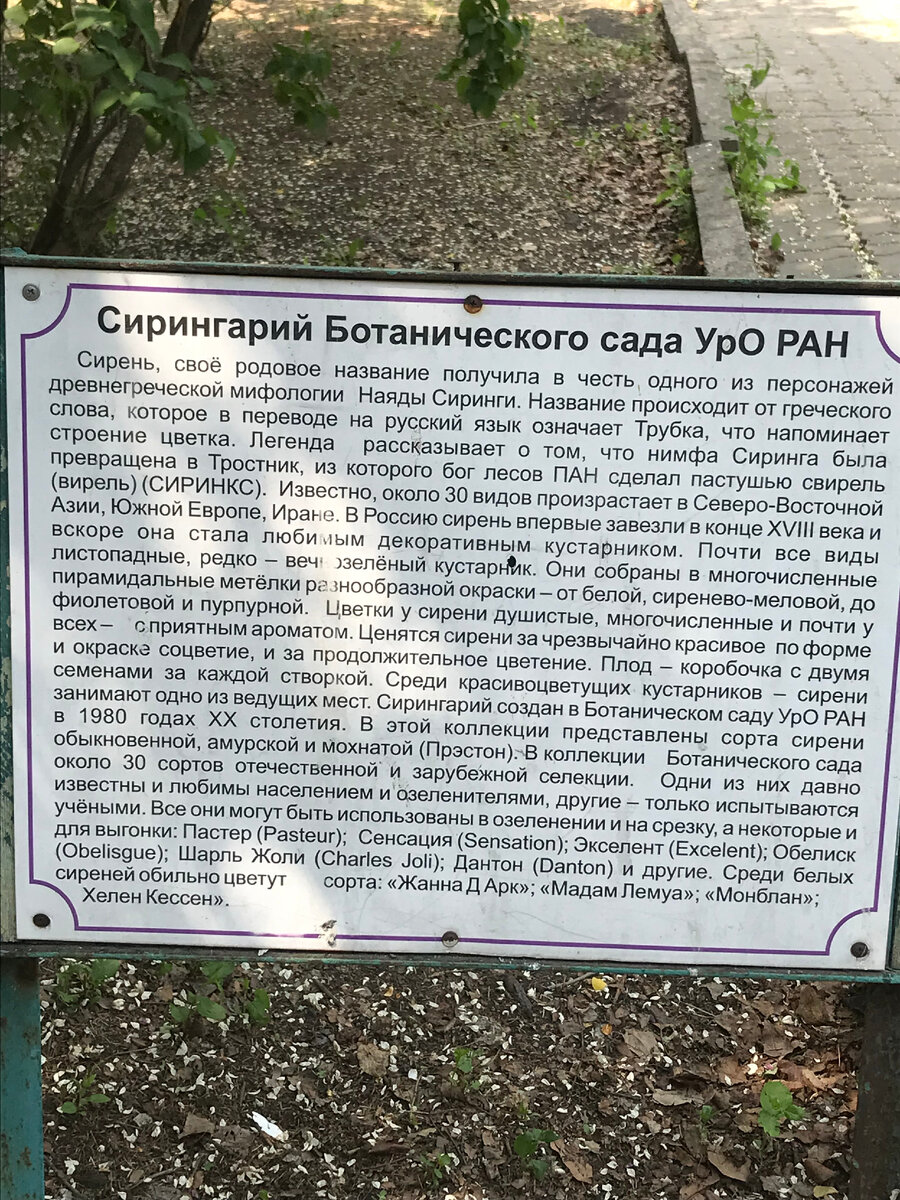 Сирингарий Ботанического сада УрО РАН
Сирень, своё родовое название получила в честь одного из персонажей
древнегреческой мифологии Наяды Сиринги. Название происходит от греческого
слова, которое в переводе на русский язык означает Трубка, что напоминает
строение цветка. Легенда рассказывает о том, что нимфа Сиринга была
превращена в Тростник, из которого бог лесов ПАН сделал пастушью свирель
(вирель) (СИРИНКС). Известно, около 30 видов произрастает в Северо-Восточной
Азии, Южной Европе, Иране. В Россию сирень впервые завезли в конце XVIII века и
вскоре она стала любимым декоративным кустарником. Почти все виды
листопадные, редко – вечнозелёный кустарник. Они собраны в многочисленные
пирамидальные метёлки разнообразной окраски – от белой, сиренево-меловой, до
фиолетовой и пурпурной. Цветки у сирени душистые, многочисленные и почти у
всех – с приятным ароматом. Ценятся сирени за чрезвычайно красивое по форме
и окраске соцветие, и за продолжительное цветение. Плод – коробочка с двумя
семенами за каждой створкой. Среди красивоцветущих кустарников – сирени
занимают одно из ведущих мест. Сирингарий создан в Ботаническом саду УрО РАН
в 1980 годах XX столетия. В этой коллекции представлены сорта сирени
обыкновенной, амурской и мохнатой (Прэстон). В коллекции Ботанического сада
около 30 сортов отечественной и зарубежной селекции. Одни из них давно
известны и любимы населением и озеленителями, другие – только испытываются
учёными. Все они могут быть использованы в озеленении и на срезку, а некоторые и
для выгонки: Пастер (Pasteur); Сенсация (Sensation); Экселент (Excelent); Обелиск
(Obelisgue); Шарль Жоли (Charles Joli); Дантон (Danton) и другие. Среди белых
сиреней обильно цветут сорта: «Жанна Д Арк»; «Мадам Лемуа»; «Монблан»;
Хелен Кессен».